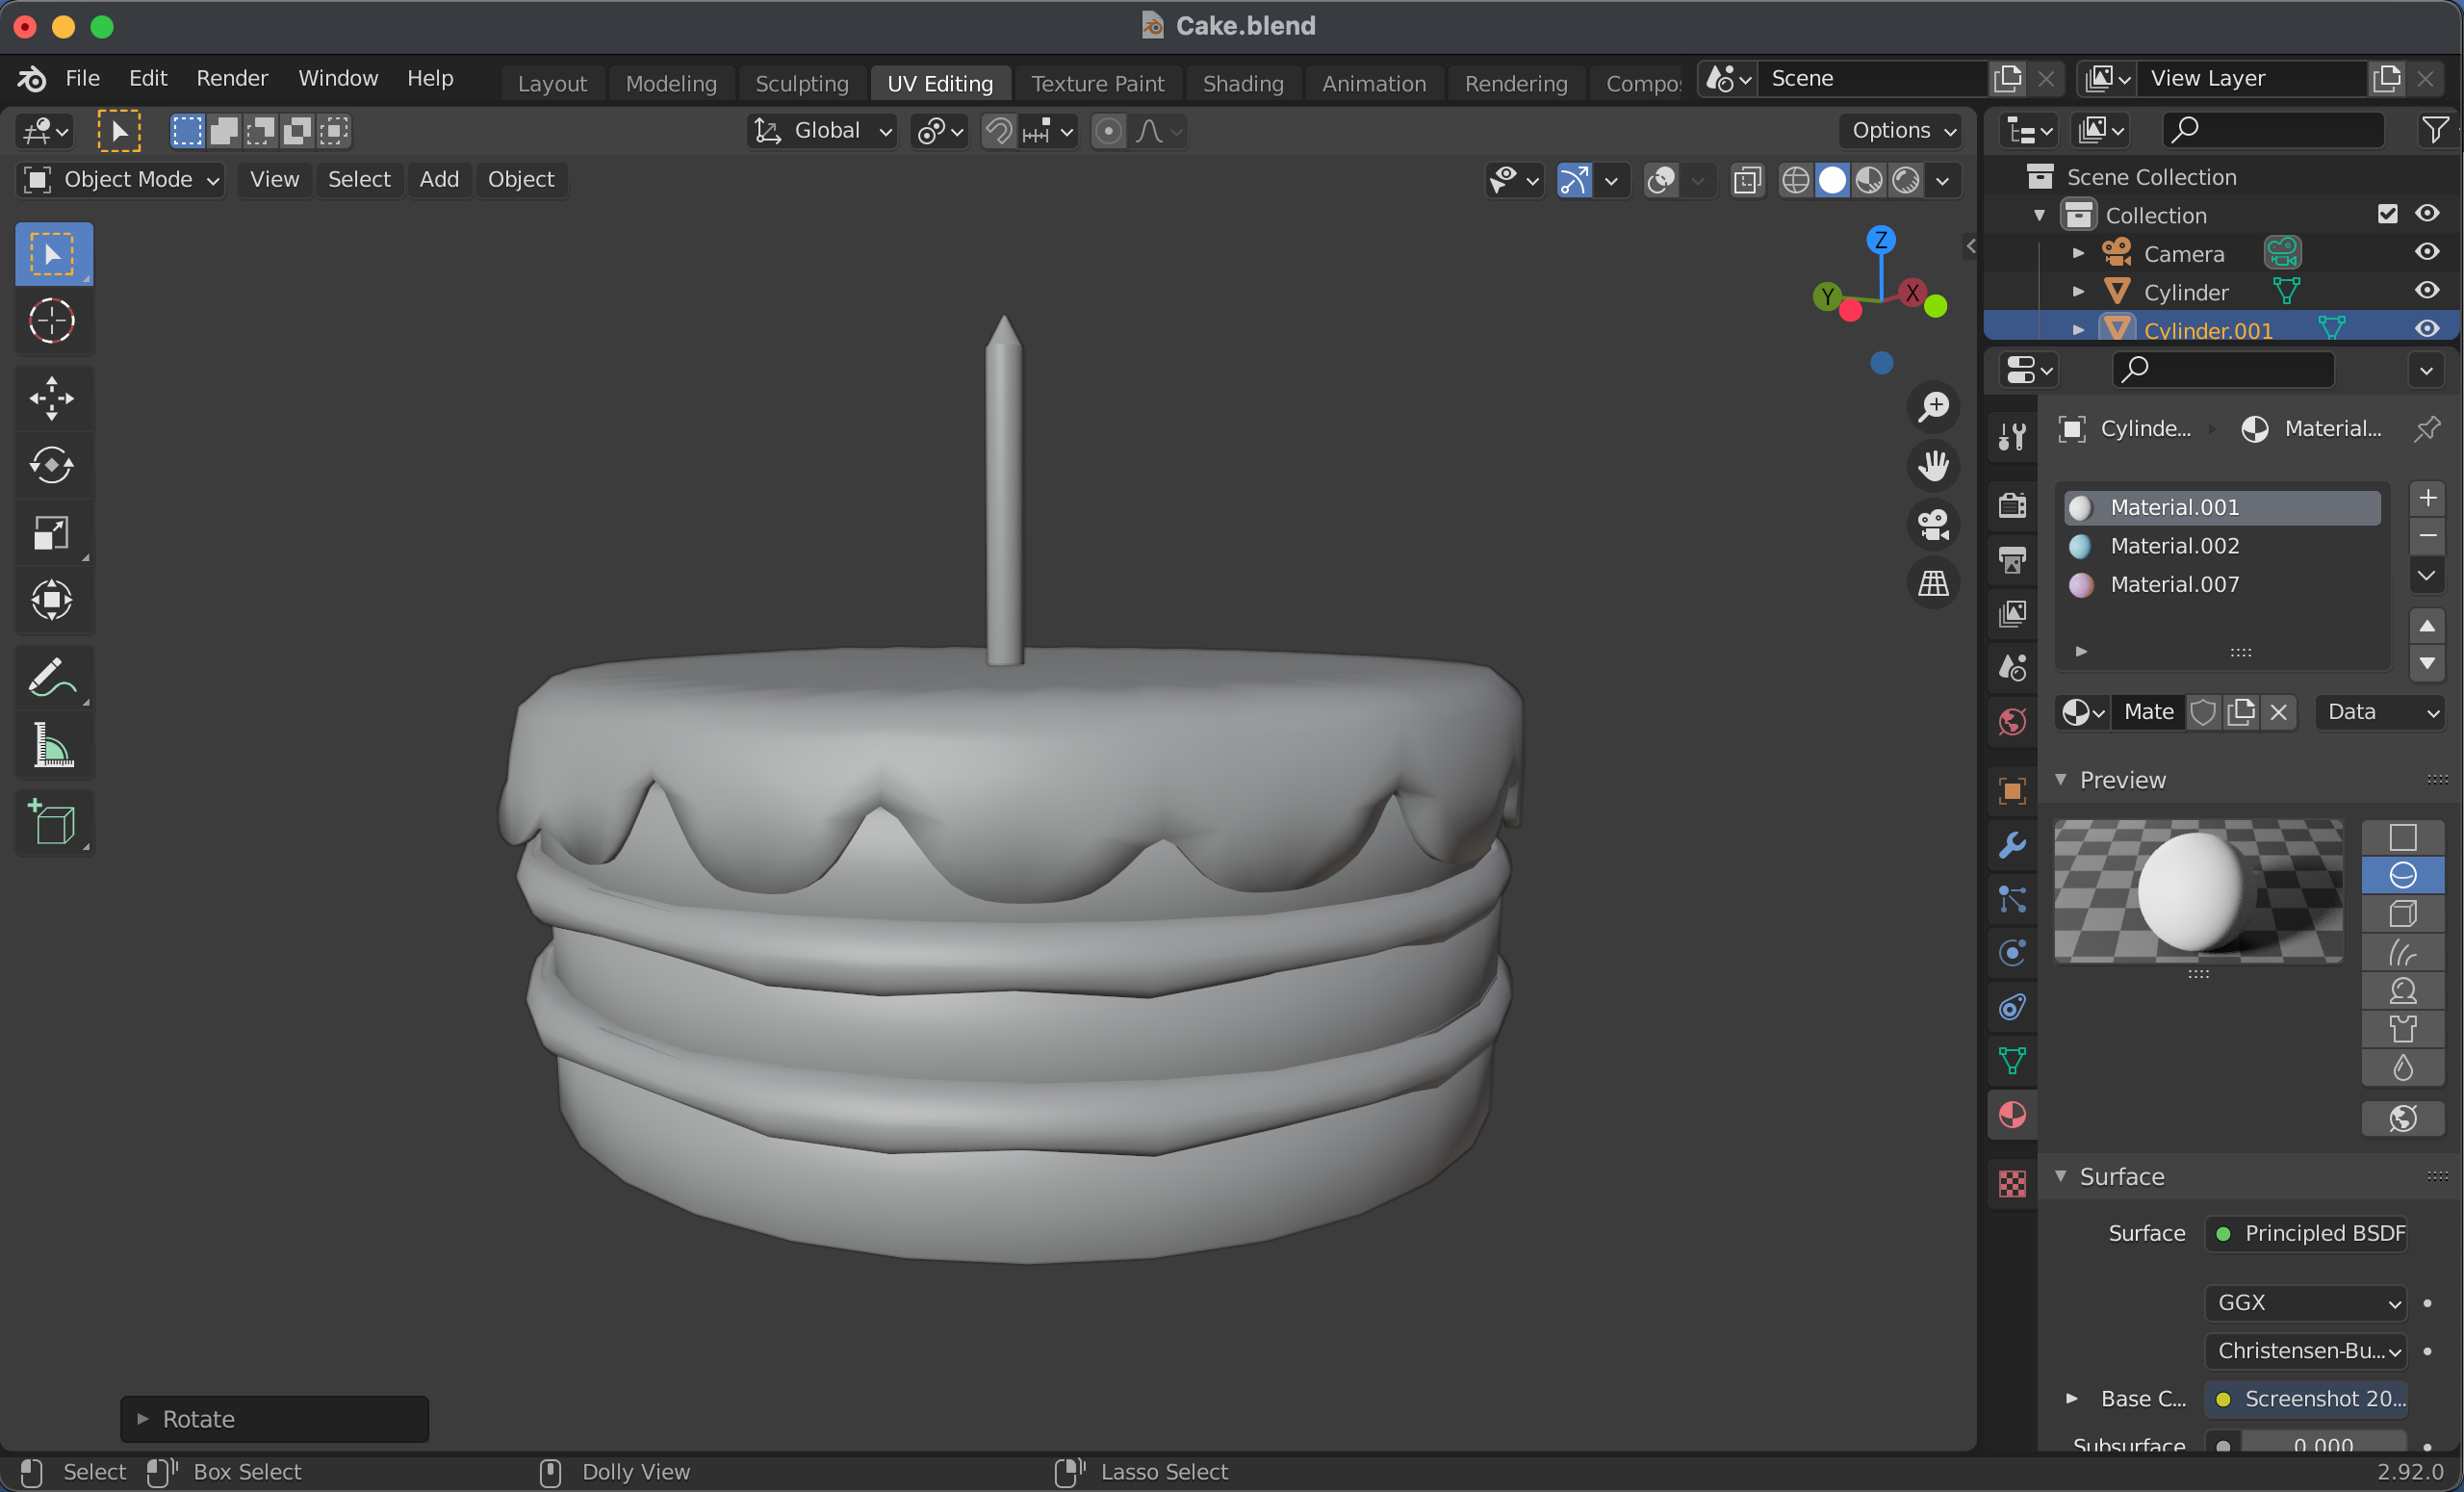 Cake.blend
File Edit Render Window Help Layout Modeling Sculpting UV Editing Texture Paint Shading Animation Rendering Compo Scene View Layer
Global Options
Object Mode View Select Add Object
Scene Collection
Collection
Camera
Cylinder
Cylinder.001
Z
Y X
Cylinde... Material...
Material.001
Material.002
Material.007
Mate Data
Preview
Surface
Surface Principled BSDF
GGX
Christensen-Bu...
Base C... Screenshot 20...
Subsurface 0.000
Rotate
Select Box Select Dolly View Lasso Select 2.92.0